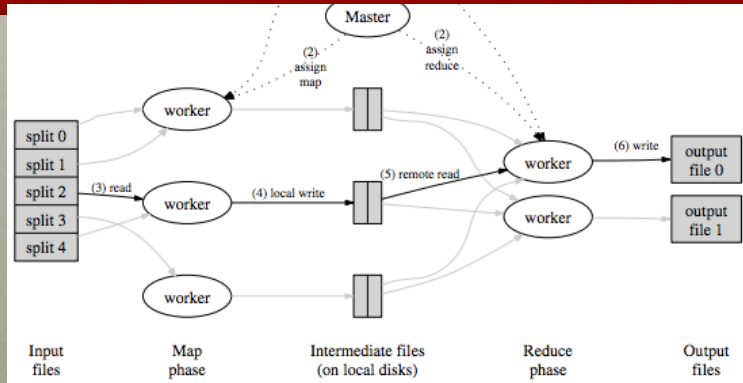 Master
(2)
assign
map
(2)
assign
reduce
worker
split 0
split 1
split 2
split 3
split 4
(3) read
worker
(4) local write
(5) remote read
worker
(6) write
output
file 0
worker
output
file 1
worker
Input
files
Map
phase
Intermediate files
(on local disks)
Reduce
phase
Output
files